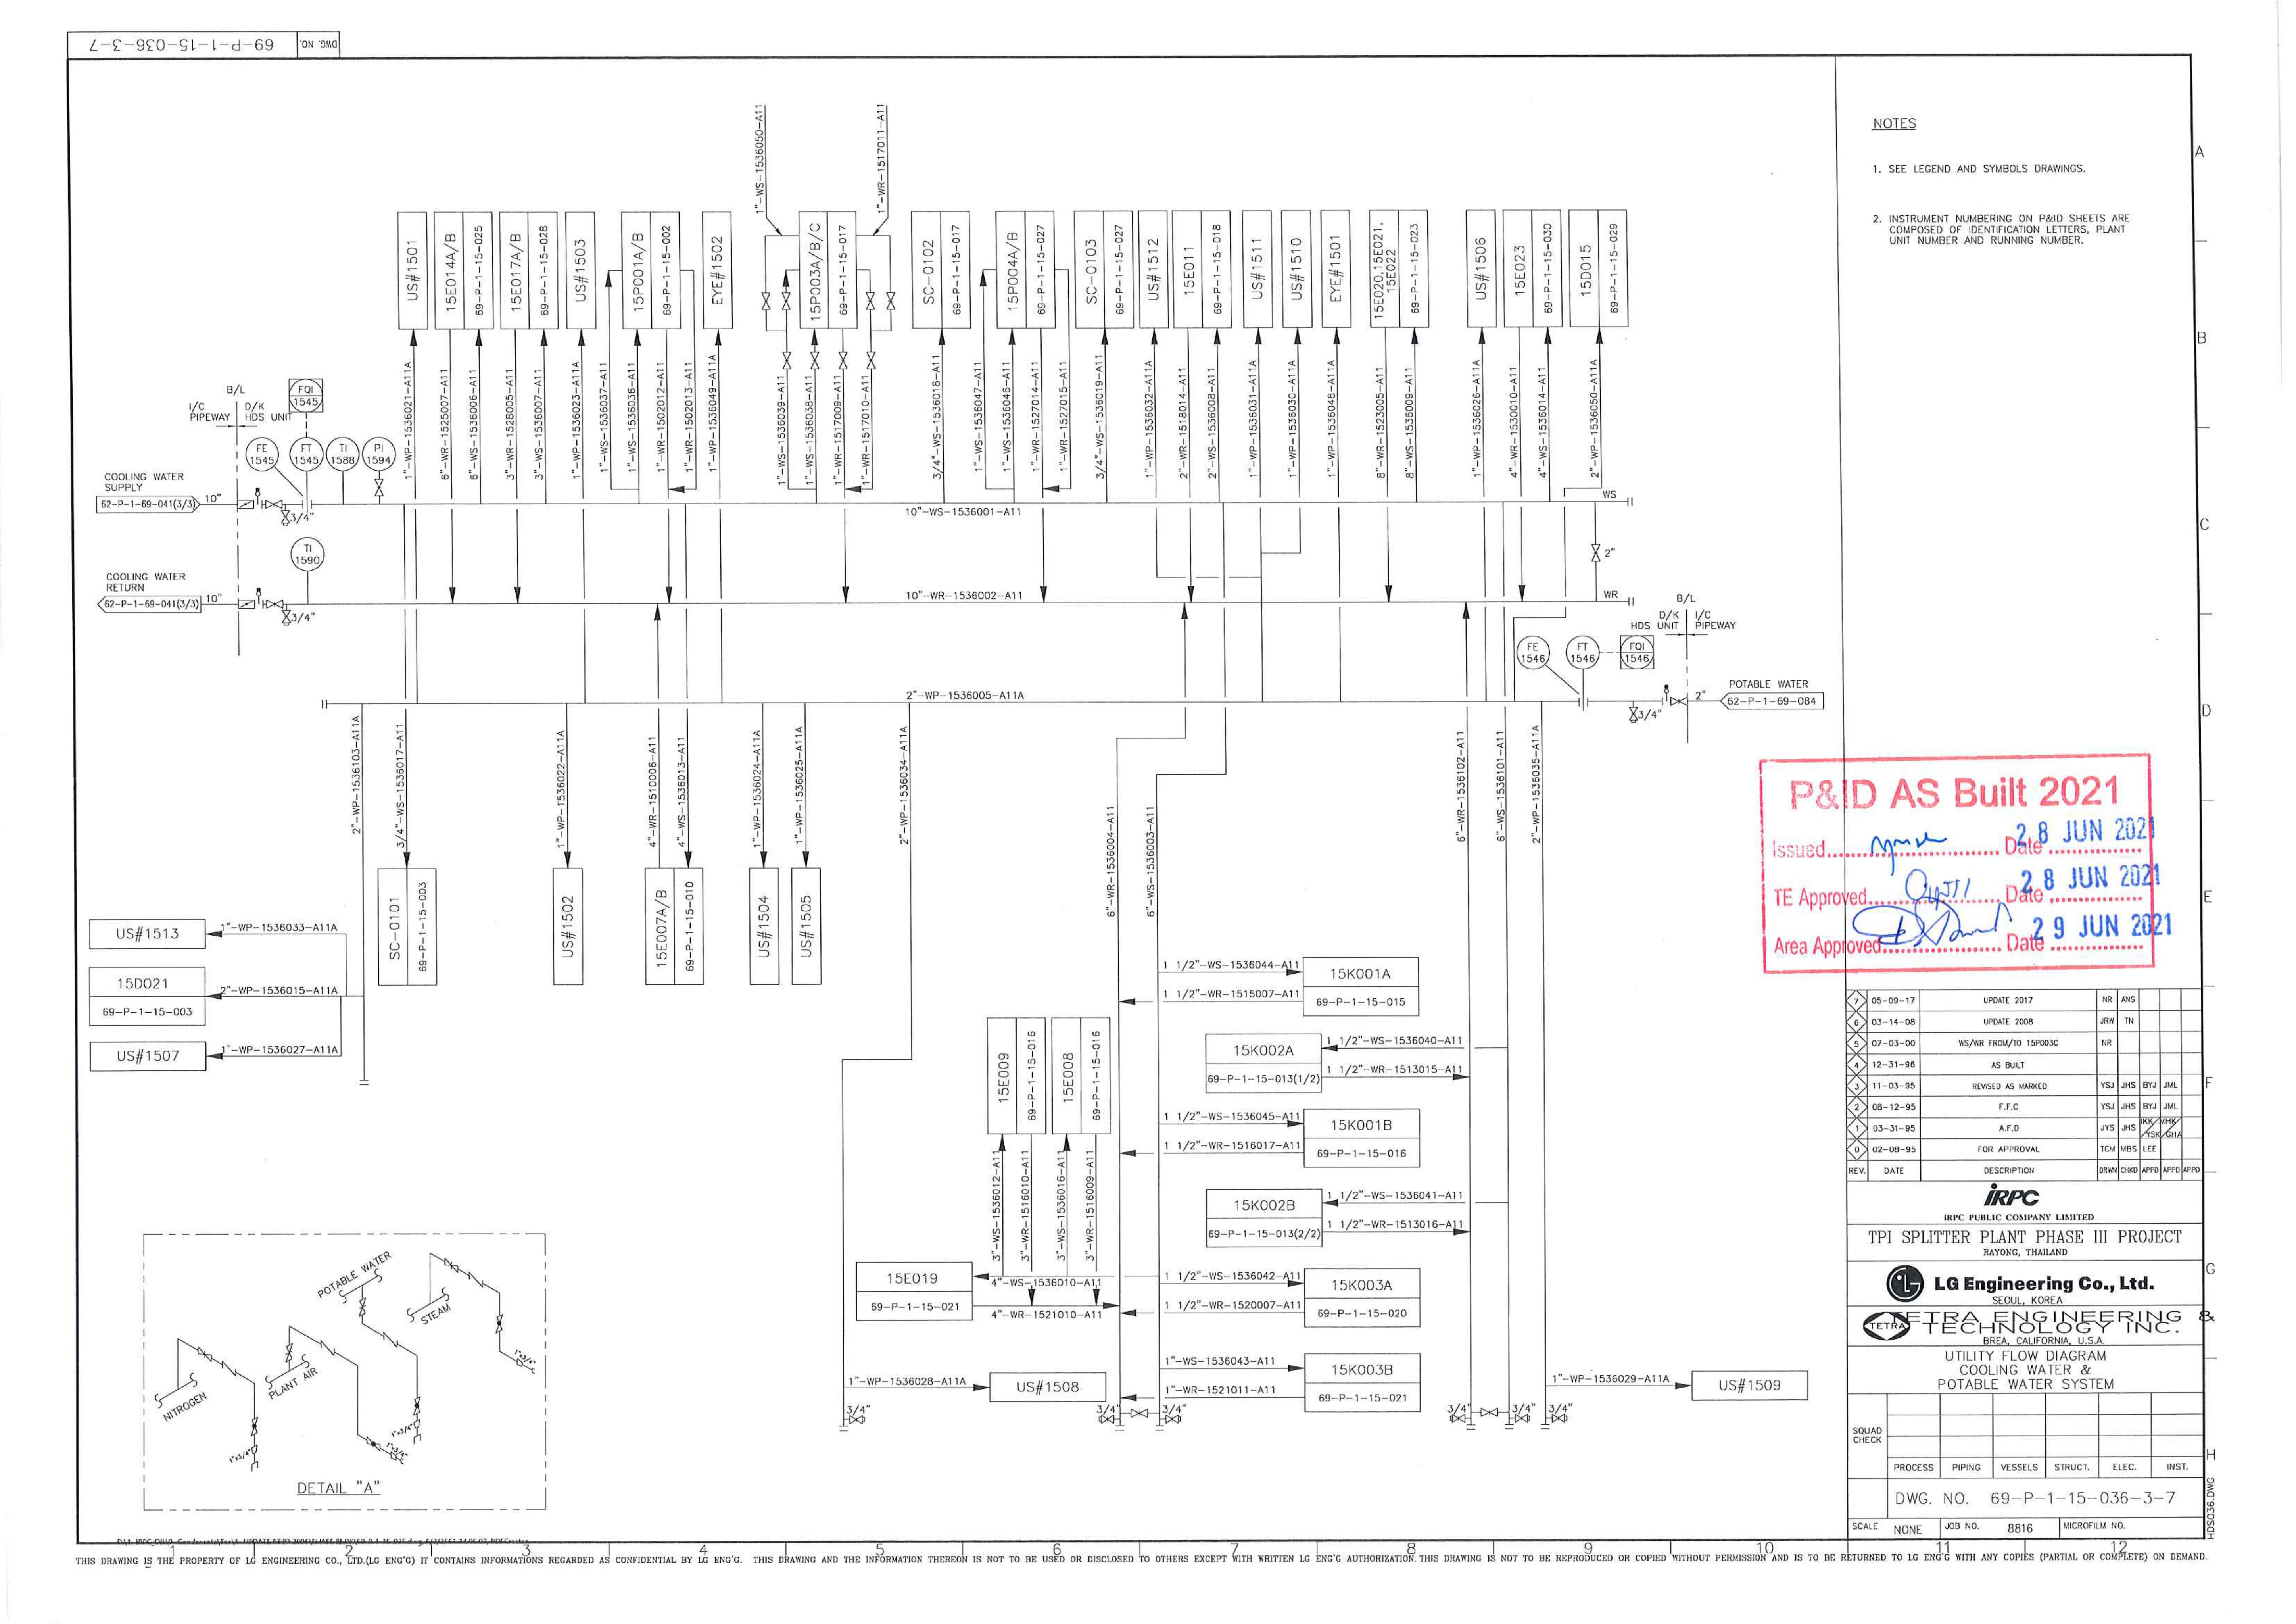 69-P-1-15-036-3-7
DWG. NO.
NOTES
1. SEE LEGEND AND SYMBOLS DRAWINGS.
2. INSTRUMENT NUMBERING ON P&ID SHEETS ARE
COMPOSED OF IDENTIFICATION LETTERS, PLANT
UNIT NUMBER AND RUNNING NUMBER.
A
B
C
D
E
F
G
H
1"-WS-1536050-A11
1"-WR-1517011-A11
US#1501
15E014A/B
69-P-1-15-025
15E017A/B
69-P-1-15-028
US#1503
15P001A/B
69-P-1-15-002
EYE#1502
15P003A/B/C
69-P-1-15-017
SC-0102
69-P-1-15-017
15P004A/B
69-P-1-15-027
SC-0103
69-P-1-15-027
US#1512
15E011
69-P-1-15-018
US#1511
US#1510
EYE#1501
15E020,15E021,
15E022
69-P-1-15-023
US#1506
15E023
69-P-1-15-030
15D015
69-P-1-15-029
1"-WP-1536021-A11A
6"-WR-1525007-A11
6"-WS-1536006-A11
3"-WR-1528005-A11
3"-WS-1536007-A11
1"-WP-1536023-A11A
1"-WS-1536037-A11
1"-WS-1536036-A11
1"-WR-1502012-A11
1"-WR-1502013-A11
1"-WP-1536049-A11A
1"-WS-1536039-A11
1"-WS-1536038-A11
1"-WR-1517009-A11
1"-WR-1517010-A11
3/4"-WS-1536018-A11
1"-WS-1536047-A11
1"-WS-1536046-A11
1"-WR-1527014-A11
1"-WR-1527015-A11
3/4"-WS-1536019-A11
1"-WP-1536032-A11A
2"-WR-1518014-A11
2"-WS-1536008-A11
1"-WP-1536031-A11A
1"-WP-1536030-A11A
1"-WP-1536048-A11A
8"-WR-1523005-A11
8"-WS-1536009-A11
1"-WP-1536026-A11A
4"-WR-1530010-A11
4"-WS-1536014-A11
2"-WP-1536050-A11A
B/L
I/C
PIPEWAY
D/K
HDS UNIT
FQI
1545
FE
1545
FT
1545
TI
1588
PI
1594
COOLING WATER
SUPPLY
62-P-1-69-041(3/3)
10"
3/4"
10"-WS-1536001-A11
WS
TI
1590
2"
COOLING WATER
RETURN
62-P-1-69-041(3/3)
10"
3/4"
10"-WR-1536002-A11
WR
B/L
D/K
HDS UNIT
I/C
PIPEWAY
FE
1546
FT
1546
FQI
1546
2"-WP-1536005-A11A
3/4"
2"
POTABLE WATER
62-P-1-69-084
2"-WP-1536103-A11A
3/4"-WS-1536017-A11
1"-WP-1536022-A11A
4"-WR-1510006-A11
4"-WS-1536013-A11
1"-WP-1536024-A11A
1"-WP-1536025-A11A
2"-WP-1536034-A11A
6"-WR-1536004-A11
6"-WS-1536003-A11
6"-WR-1536102-A11
6"-WS-1536101-A11
2"-WP-1536035-A11A
SC-0101
69-P-1-15-003
US#1502
15E007A/B
69-P-1-15-010
US#1504
US#1505
US#1513
1"-WP-1536033-A11A
15D021
69-P-1-15-003
2"-WP-1536015-A11A
US#1507
1"-WP-1536027-A11A
1 1/2"-WS-1536044-A11
1 1/2"-WR-1515007-A11
15K001A
69-P-1-15-015
15K002A
69-P-1-15-013(1/2)
1 1/2"-WS-1536040-A11
1 1/2"-WR-1513015-A11
1 1/2"-WS-1536045-A11
1 1/2"-WR-1516017-A11
15K001B
69-P-1-15-016
15K002B
69-P-1-15-013(2/2)
1 1/2"-WS-1536041-A11
1 1/2"-WR-1513016-A11
15E009
69-P-1-15-016
15E008
69-P-1-15-016
3"-WS-1536012-A11
3"-WR-1516010-A11
3"-WS-1536016-A11
3"-WR-1516009-A11
15E019
69-P-1-15-021
4"-WS-1536010-A11
4"-WR-1521010-A11
1 1/2"-WS-1536042-A11
1 1/2"-WR-1520007-A11
15K003A
69-P-1-15-020
1"-WS-1536043-A11
1"-WR-1521011-A11
15K003B
69-P-1-15-021
1"-WP-1536028-A11A
US#1508
1"-WP-1536029-A11A
US#1509
3/4"
3/4"
3/4"
3/4"
3/4"
3/4"
POTABLE WATER
STEAM
PLANT AIR
NITROGEN
1"x3/4"
1"x3/4"
1"x3/4"
1"x3/4"
DETAIL "A"
P&ID AS Built 2021
Issued Date 28 JUN 2021
TE Approved Date 28 JUN 2021
Area Approved Date 29 JUN 2021
7 05-09-17 UPDATE 2017 NR ANS
6 03-14-08 UPDATE 2008 JRW TN
5 07-03-00 WS/WR FROM/TO 15P003C NR
4 12-31-96 AS BUILT
3 11-03-95 REVISED AS MARKED YSJ JHS BYJ JML
2 08-12-95 F.F.C YSJ JHS BYJ JML
1 03-31-95 A.F.D JYS JHS
0 02-08-95 FOR APPROVAL TCM MBS LEE
REV. DATE DESCRIPTION DRWN CHKD APPD APPD APPD
iRPC
IRPC PUBLIC COMPANY LIMITED
TPI SPLITTER PLANT PHASE III PROJECT
RAYONG, THAILAND
LG Engineering Co., Ltd.
SEOUL, KOREA
TETRA
TETRA ENGINEERING &
TECHNOLOGY INC.
BREA, CALIFORNIA, U.S.A.
UTILITY FLOW DIAGRAM
COOLING WATER &
POTABLE WATER SYSTEM
SQUAD
CHECK
PROCESS PIPING VESSELS STRUCT. ELEC. INST.
DWG. NO. 69-P-1-15-036-3-7
SCALE NONE JOB NO. 8816 MICROFILM NO.
HDS036.DWG
1 2 3 4 5 6 7 8 9 10 11 12
THIS DRAWING IS THE PROPERTY OF LG ENGINEERING CO., LTD.(LG ENG'G) IT CONTAINS INFORMATIONS REGARDED AS CONFIDENTIAL BY LG ENG'G. THIS DRAWING AND THE INFORMATION THEREON IS NOT TO BE USED OR DISCLOSED TO OTHERS EXCEPT WITH WRITTEN LG ENG'G AUTHORIZATION. THIS DRAWING IS NOT TO BE REPRODUCED OR COPIED WITHOUT PERMISSION AND IS TO BE RETURNED TO LG ENG'G WITH ANY COPIES (PARTIAL OR COMPLETE) ON DEMAND.